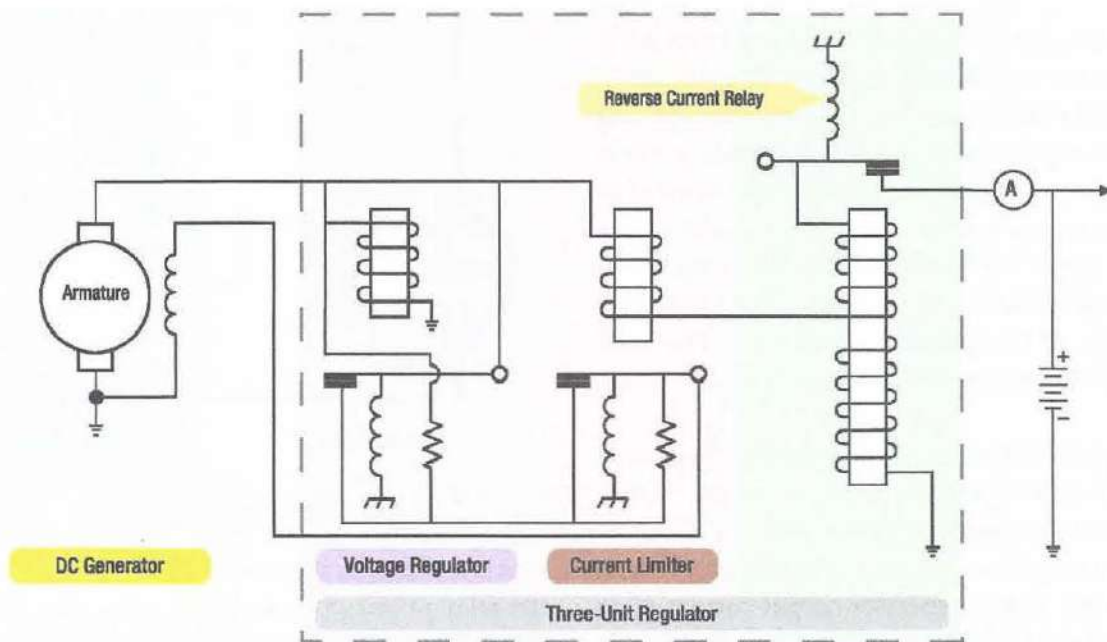 Reverse Current Relay
A
Armature
+
-
DC Generator
Voltage Regulator
Current Limiter
Three-Unit Regulator